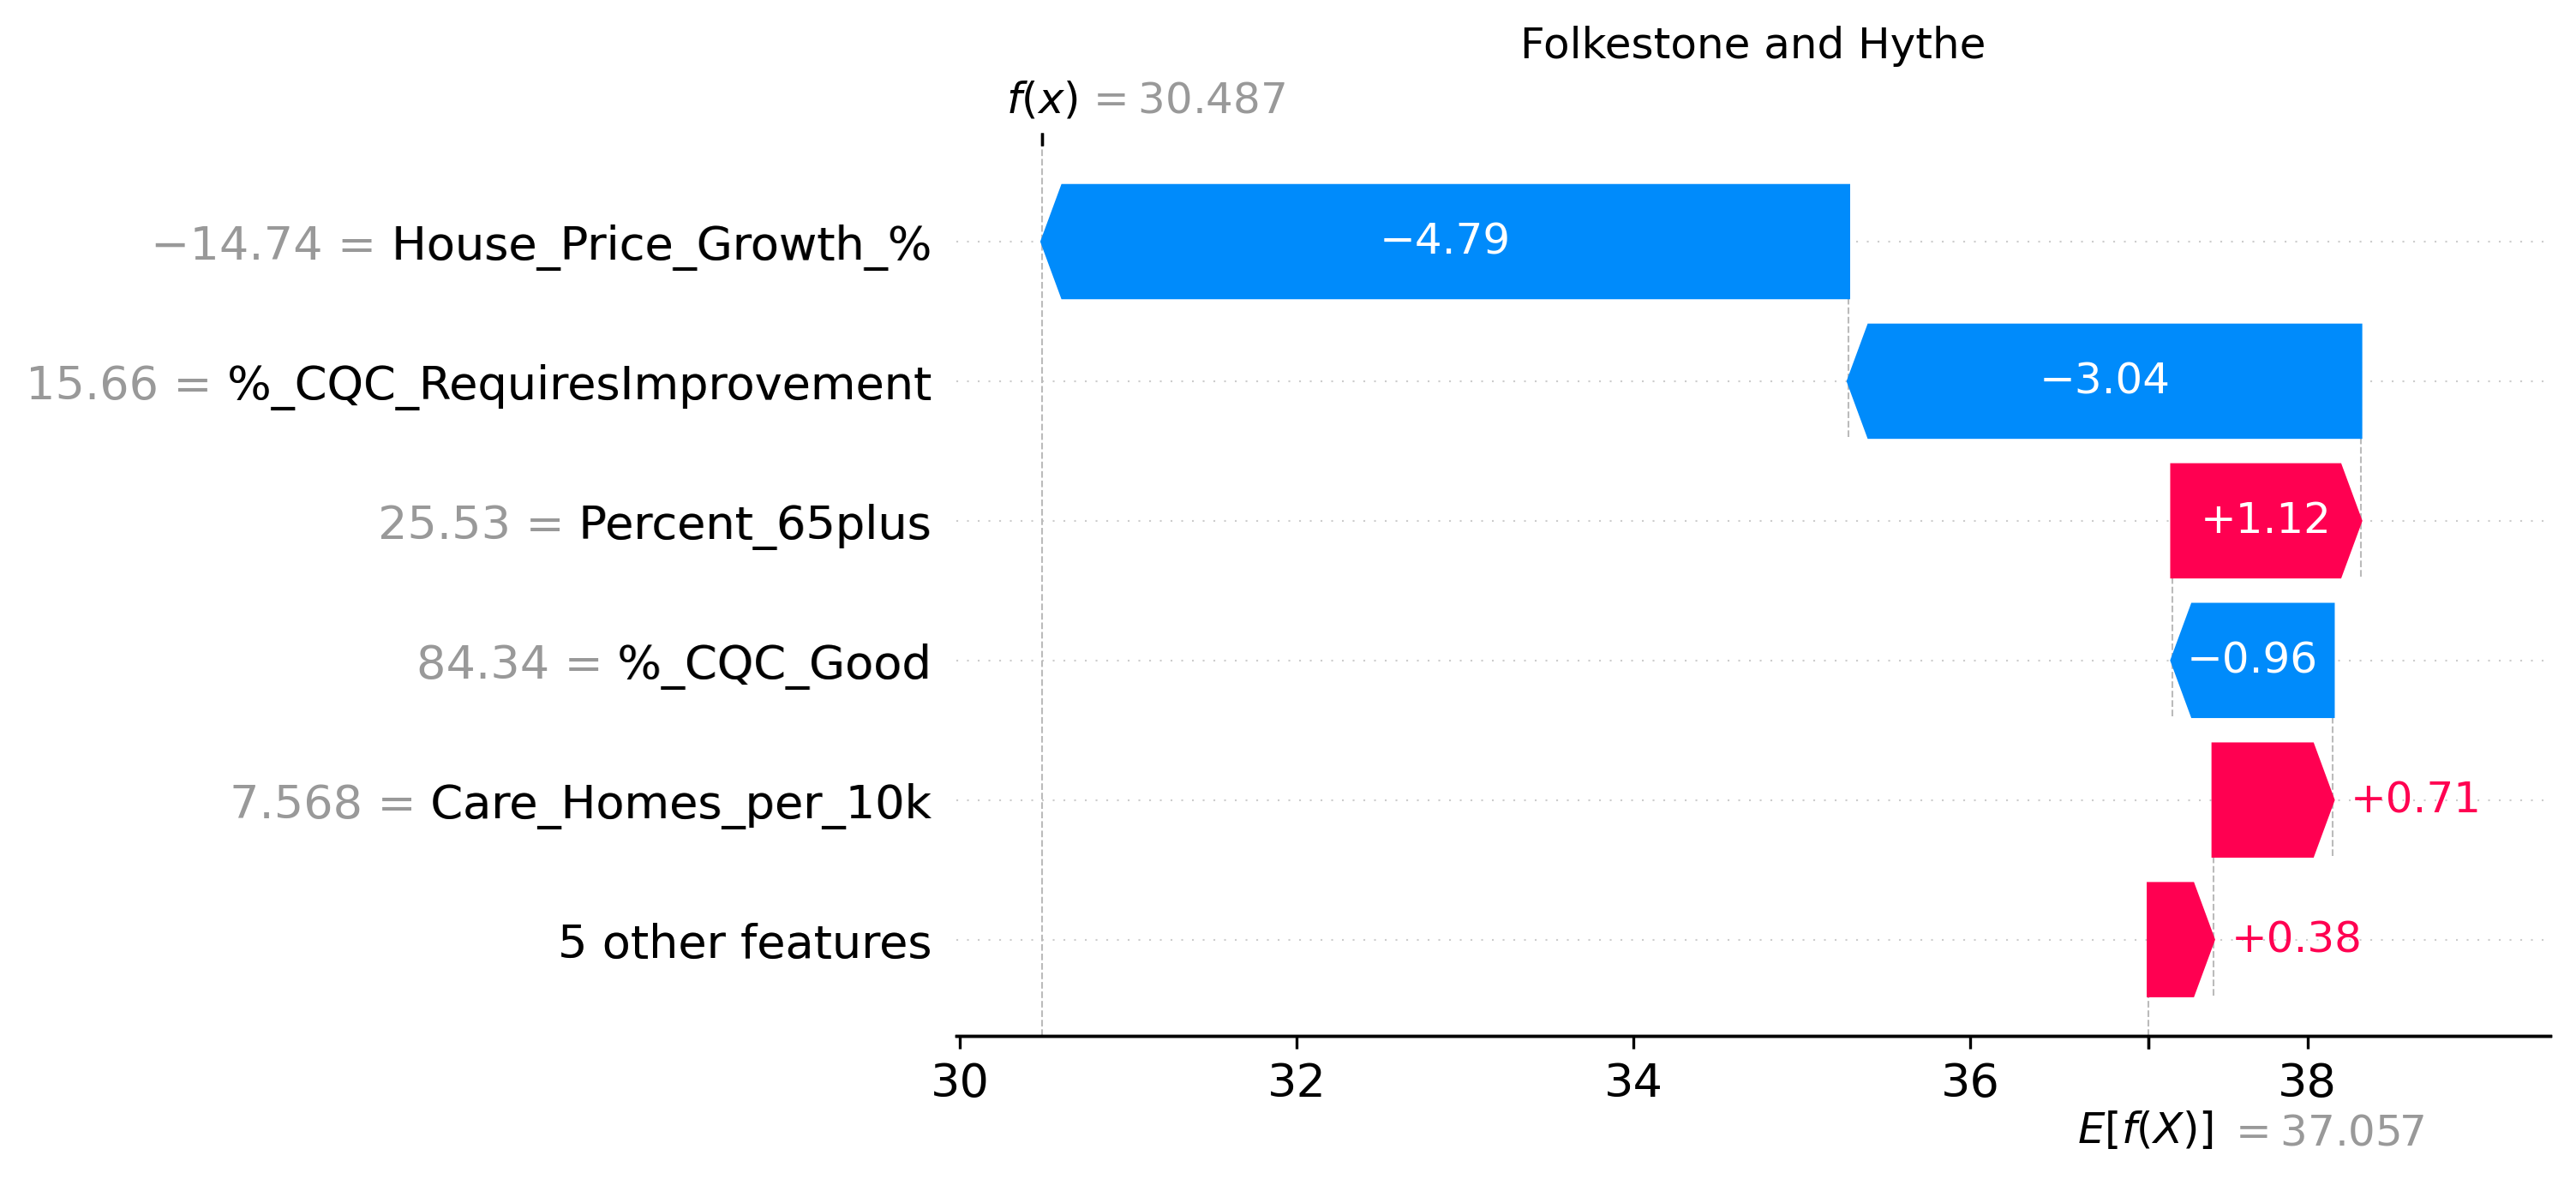 Folkestone and Hythe
f(x) = 30.487
−14.74 = House_Price_Growth_%
−4.79
15.66 = %_CQC_RequiresImprovement
−3.04
25.53 = Percent_65plus
+1.12
84.34 = %_CQC_Good
−0.96
7.568 = Care_Homes_per_10k
+0.71
5 other features
+0.38
30 32 34 36 38
E[f(X)] = 37.057